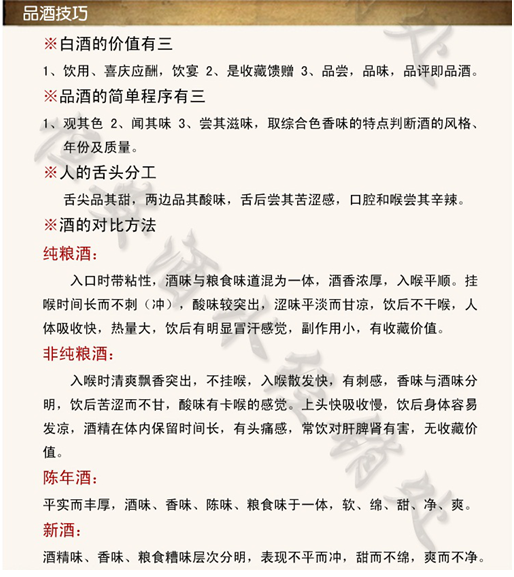 品酒技巧
※白酒的价值有三
1、饮用、喜庆应酬，饮宴 2、是收藏馈赠 3、品尝，品味，品评即品酒。
※品酒的简单程序有三
1、观其色 2、闻其味 3、尝其滋味，取综合色香味的特点判断酒的风格、
年份及质量。
※人的舌头分工
舌尖品其甜，两边品其酸味，舌后尝其苦涩感，口腔和喉尝其辛辣。
※酒的对比方法
纯粮酒：
入口时带粘性，酒味与粮食味道混为一体，酒香浓厚，入喉平顺。挂
喉时间长而不刺（冲），酸味较突出，涩味平淡而甘凉，饮后不干喉，人
体吸收快，热量大，饮后有明显冒汗感觉，副作用小，有收藏价值。
非纯粮酒：
入喉时清爽飘香突出，不挂喉，入喉散发快，有刺感，香味与酒味分
明，饮后苦涩而不甘，酸味有卡喉的感觉。上头快吸收慢，饮后身体容易
发凉，酒精在体内保留时间长，有头痛感，常饮对肝脾肾有害，无收藏价
值。
陈年酒：
平实而丰厚，酒味、香味、陈味、粮食味于一体，软、绵、甜、净、爽。
新酒：
酒精味、香味、粮食糟味层次分明，表现不平而冲，甜而不绵，爽而不净。